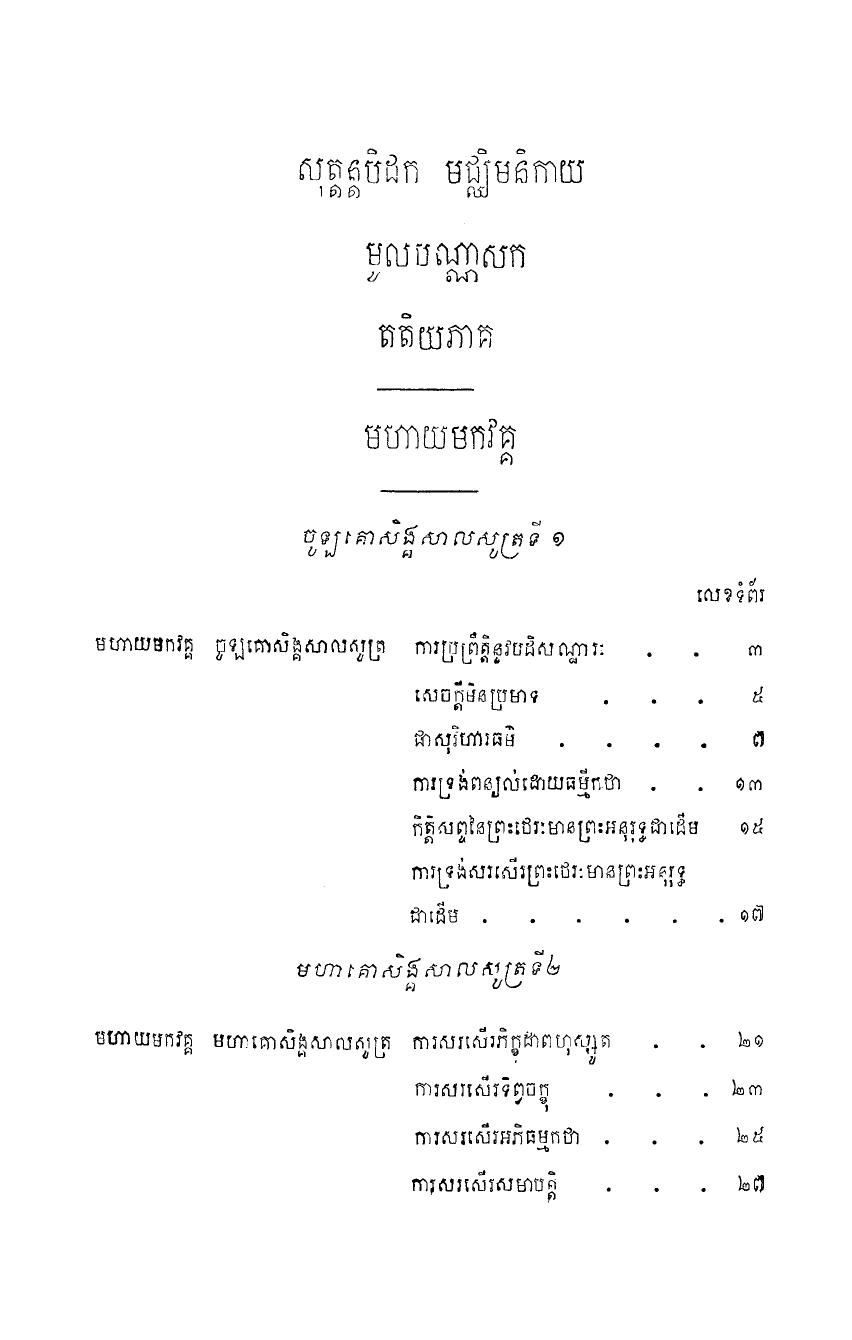 សុត្តន្តបិដក មជ្ឈិមនិកាយ
មូលបណ្ណាសក
តតិយភាគ
មហាយមកវគ្គ
ចូឡគោសិង្គសាលសូត្រទី ១
លេខទំព័រ
មហាយមកវគ្គ ចូឡគោសិង្គសាលសូត្រ ការប្រព្រឹត្តិនូវបដិសណ្ឋារៈ . . ៣
សេចក្តីមិនប្រមាទ . . . ៥
ផាសុវិហារធម៌ . . . . ៧
ការទ្រង់ពន្យល់ដោយធម្មីកថា . . ១៣
កិត្តិសព្ទនៃព្រះថេរៈមានព្រះអនុរុទ្ធជាដើម ១៥
ការទ្រង់សរសើរព្រះថេរៈមានព្រះអនុរុទ្ធ
ជាដើម . . . . . . ១៧
មហាគោសិង្គសាលសូត្រទី២
មហាយមកវគ្គ មហាគោសិង្គសាលសូត្រ ការសរសើរភិក្ខុជាពហុស្សូត . . ២១
ការសរសើរទិព្វចក្ខុ . . . ២៣
ការសរសើរអភិធម្មកថា . . . ២៥
ការសរសើរសមាបត្តិ . . . ២៧